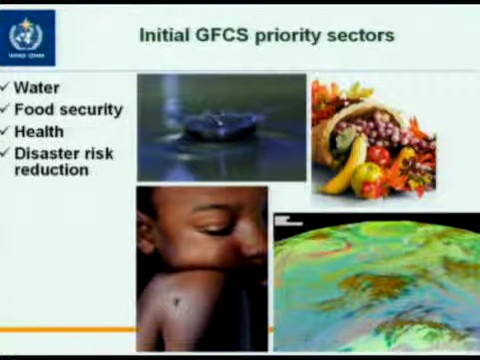 Initial GFCS priority sectors
✓ Water
✓ Food security
✓ Health
✓ Disaster risk
reduction